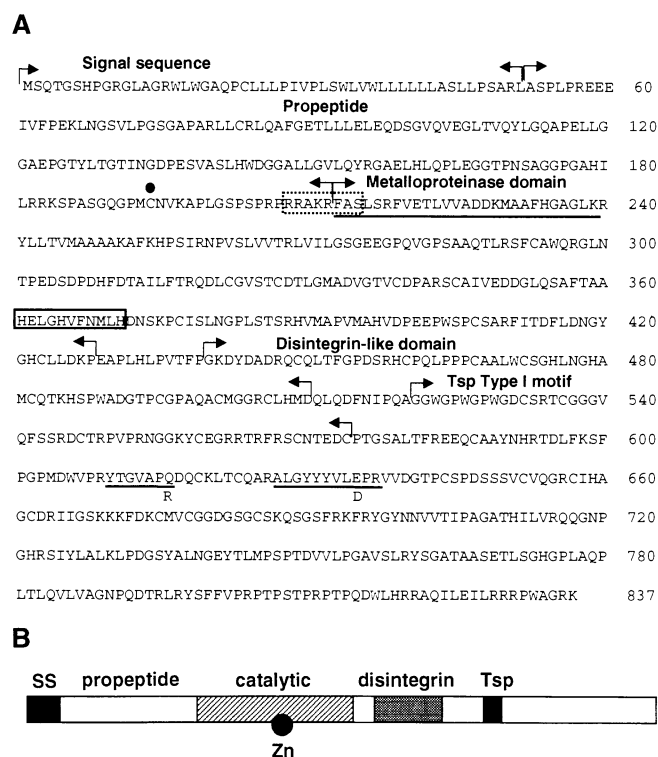 A
Signal sequence
MSQTGSHPGRGLAGRWLWGAQPCLLLPIVPLSWLVWLLLLLLASLLPSARLASPLPREEE 60
Propeptide
IVFPEKLNGSVLPGSGAPARLLCRLQAFGETLLLELEQDSGVQVEGLTVQYLGQAPELLG 120
GAEPGTYLTGTINGDPESVASLHWDGGALLGVLQYRGAELHLQPLEGGTPNSAGGPGAHI 180
Metalloproteinase domain
LRRKSPASGQGPMCNVKAPLGSPSPRPRRAKRFASLSRFVETLVVADDKMAAFHGAGLKR 240
YLLTVMAAAAKAFKHPSIRNPVSLVVTRLVILGSGEEGPQVGPSAAQTLRSFCAWQRGLN 300
TPEDSDPDHFDTAILFTRQDLCGVSTCDTLGMADVGTVCDPARSCAIVEDDGLQSAFTAA 360
HELGHVFNMLHDNSKPCISLNGPLSTSRHVMAPVMAHVDPEEPWSPCSARFITDFLDNGY 420
Disintegrin-like domain
GHCLLDKPEAPLHLPVTFPGKDYDADRQCQLTFGPDSRHCPQLPPPCAALWCSGHLNGHA 480
Tsp Type I motif
MCQTKHSPWADGTPCGPAQACMGGRCLHMDQLQDFNIPQAGGWGPWGPWGDCSRTCGGGV 540
QFSSRDCTRPVPRNGGKYCEGRRTRFRSCNTEDCPTGSALTFREEQCAAYNHRTDLFKSF 600
PGPMDWVPRYTGVAPQDQCKLTCQARALGYYYVLEPRVVDGTPCSPDSSSVCVQGRCIHA 660
R D
GCDRIIGSKKKFDKCMVCGGDGSGCSKQSGSFRKFRYGYNNVVTIPAGATHILVRQQGNP 720
GHRSIYLALKLPDGSYALNGEYTLMPSPTDVVLPGAVSLRYSGATAASETLSGHGPLAQP 780
LTLQVLVAGNPQDTRLRYSFFVPRPTPSTPRPTPQDWLHRRAQILEILRRRPWAGRK 837
B
SS propeptide catalytic disintegrin Tsp
Zn